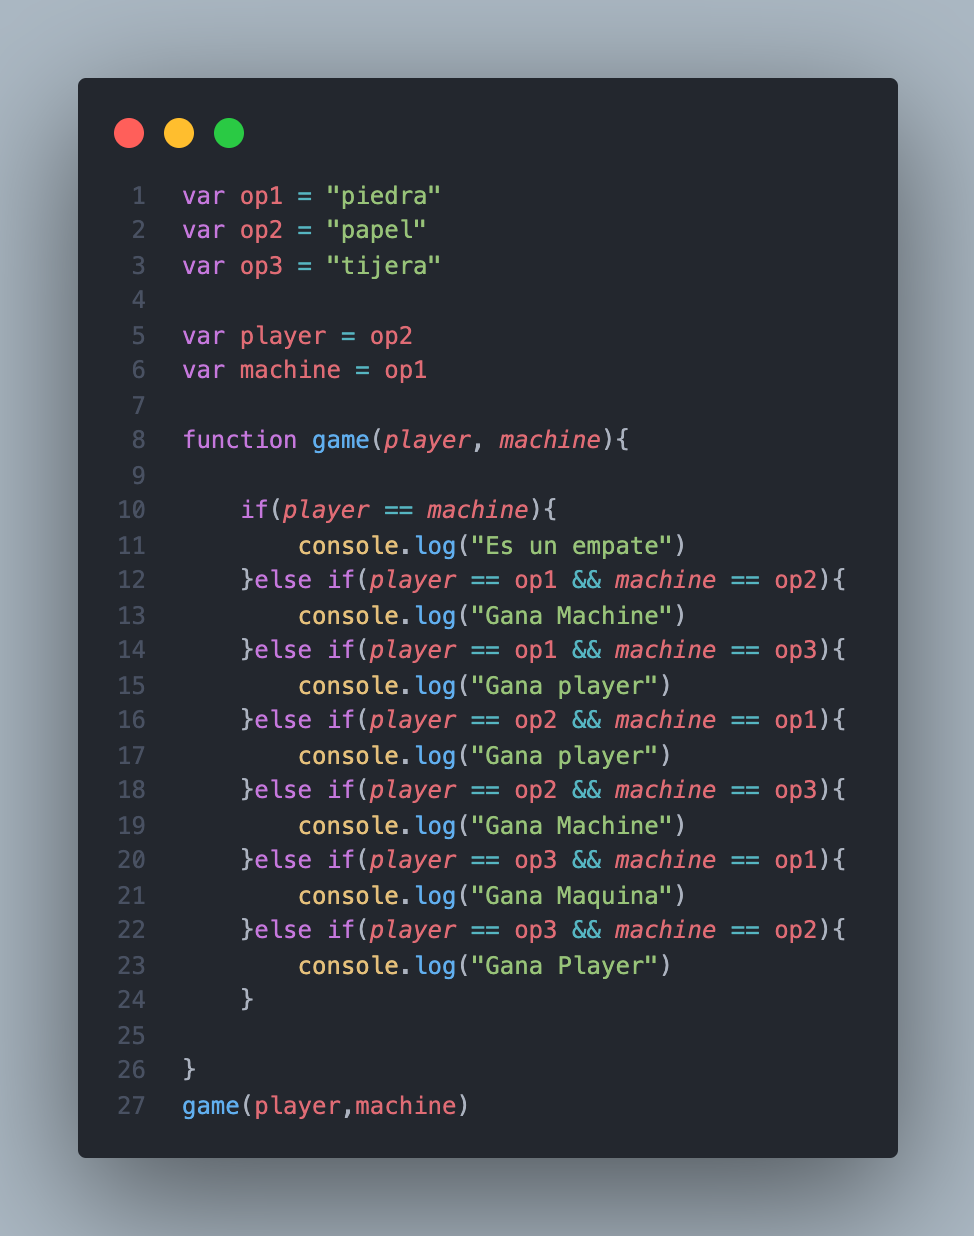 1 var op1 = "piedra"
2 var op2 = "papel"
3 var op3 = "tijera"
4
5 var player = op2
6 var machine = op1
7
8 function game(player, machine){
9
10     if(player == machine){
11         console.log("Es un empate")
12     }else if(player == op1 && machine == op2){
13         console.log("Gana Machine")
14     }else if(player == op1 && machine == op3){
15         console.log("Gana player")
16     }else if(player == op2 && machine == op1){
17         console.log("Gana player")
18     }else if(player == op2 && machine == op3){
19         console.log("Gana Machine")
20     }else if(player == op3 && machine == op1){
21         console.log("Gana Maquina")
22     }else if(player == op3 && machine == op2){
23         console.log("Gana Player")
24     }
25
26 }
27 game(player,machine)